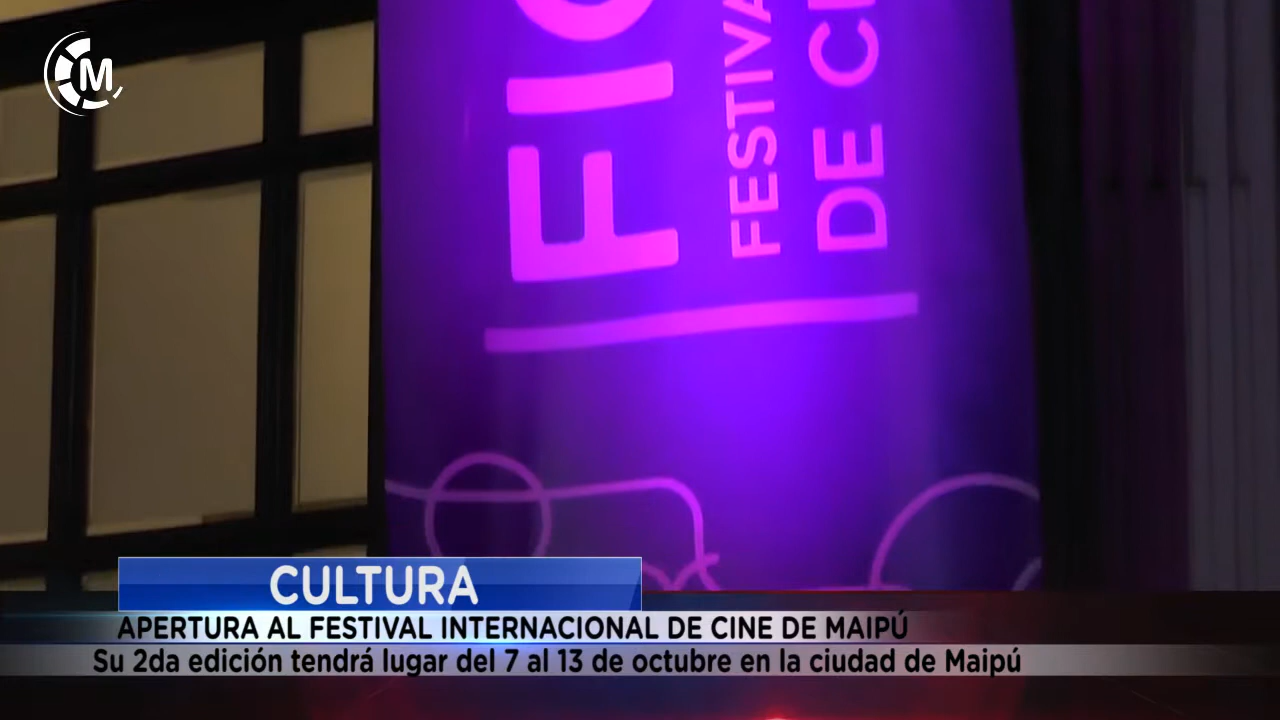 M
FIC
FESTIVA
DE CI
CULTURA
APERTURA AL FESTIVAL INTERNACIONAL DE CINE DE MAIPÚ
Su 2da edición tendrá lugar del 7 al 13 de octubre en la ciudad de Maipú